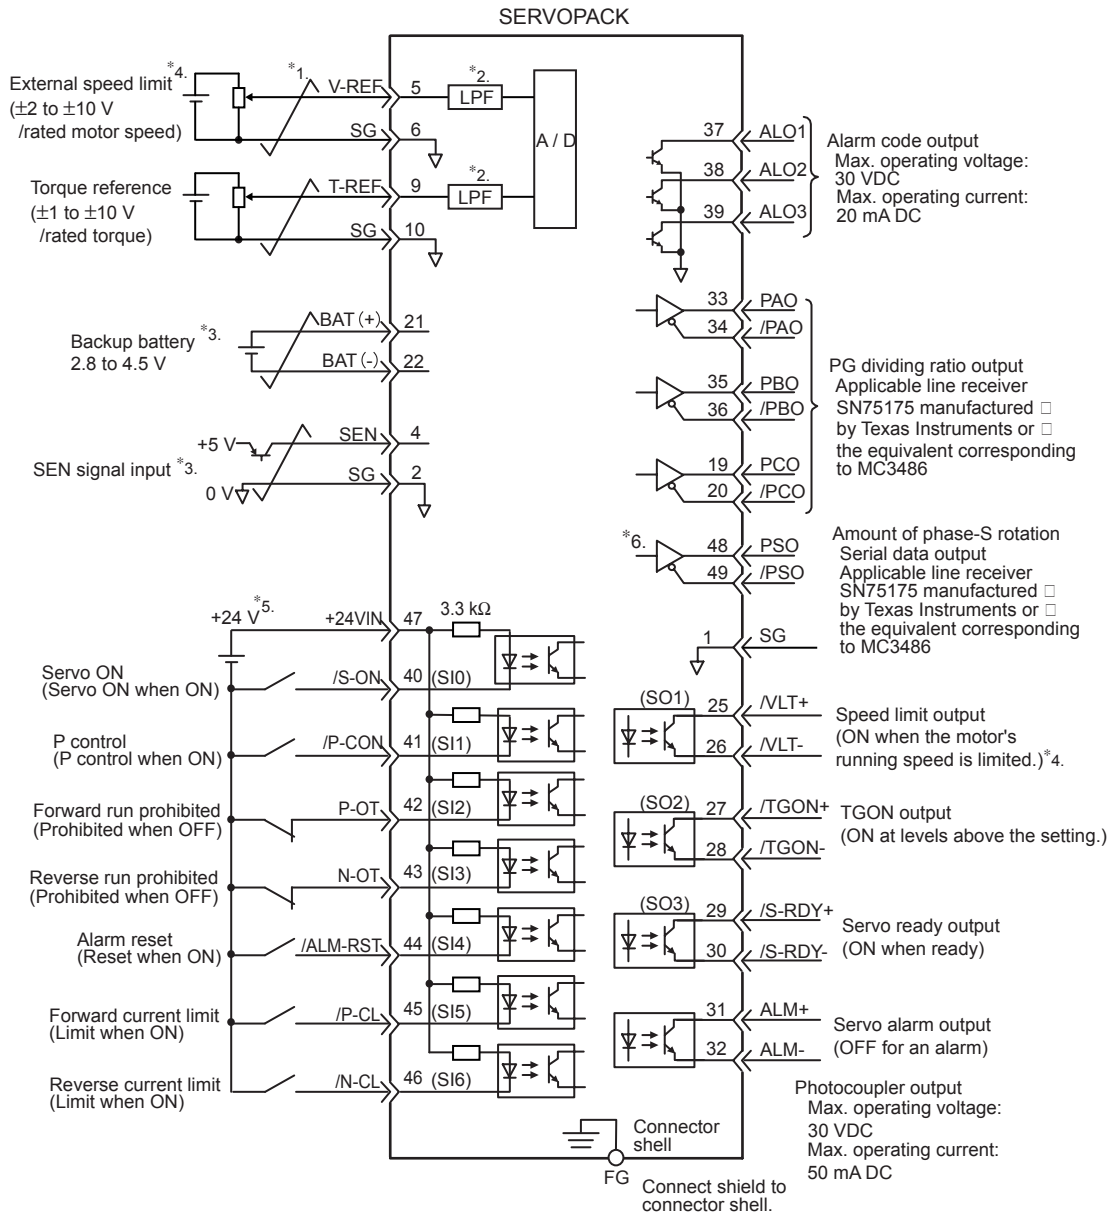 SERVOPACK
External speed limit*4.
(±2 to ±10 V
/rated motor speed)
*1.
V-REF
5
*2.
LPF
SG
6
A / D
Torque reference
(±1 to ±10 V
/rated torque)
T-REF
9
*2.
LPF
SG
10
Backup battery *3.
2.8 to 4.5 V
BAT (+)
21
BAT (-)
22
SEN signal input *3.
+5 V
SEN
4
0 V
SG
2
+24 V*5.
+24VIN
47
3.3 kΩ
Servo ON
(Servo ON when ON)
/S-ON
40
(SI0)
P control
(P control when ON)
/P-CON
41
(SI1)
Forward run prohibited
(Prohibited when OFF)
P-OT
42
(SI2)
Reverse run prohibited
(Prohibited when OFF)
N-OT
43
(SI3)
Alarm reset
(Reset when ON)
/ALM-RST
44
(SI4)
Forward current limit
(Limit when ON)
/P-CL
45
(SI5)
Reverse current limit
(Limit when ON)
/N-CL
46
(SI6)
37
ALO1
38
ALO2
39
ALO3
Alarm code output
Max. operating voltage:
30 VDC
Max. operating current:
20 mA DC
33
PAO
34
/PAO
35
PBO
36
/PBO
19
PCO
20
/PCO
PG dividing ratio output
Applicable line receiver
SN75175 manufactured □
by Texas Instruments or □
the equivalent corresponding
to MC3486
*6.
48
PSO
49
/PSO
Amount of phase-S rotation
Serial data output
Applicable line receiver
SN75175 manufactured □
by Texas Instruments or □
the equivalent corresponding
to MC3486
1
SG
(SO1)
25
/VLT+
26
/VLT-
Speed limit output
(ON when the motor's
running speed is limited.)*4.
(SO2)
27
/TGON+
28
/TGON-
TGON output
(ON at levels above the setting.)
(SO3)
29
/S-RDY+
30
/S-RDY-
Servo ready output
(ON when ready)
31
ALM+
32
ALM-
Servo alarm output
(OFF for an alarm)
Photocoupler output
Max. operating voltage:
30 VDC
Max. operating current:
50 mA DC
Connector
shell
FG
Connect shield to
connector shell.